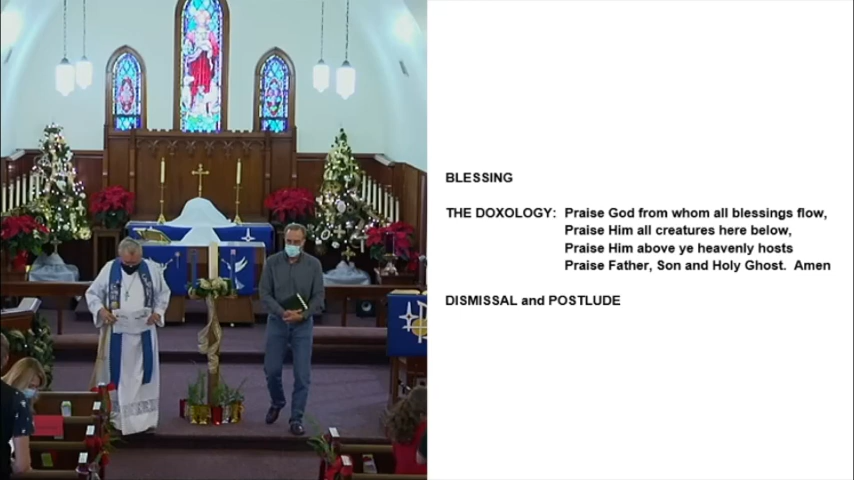 BLESSING
THE DOXOLOGY: Praise God from whom all blessings flow,
Praise Him all creatures here below,
Praise Him above ye heavenly hosts
Praise Father, Son and Holy Ghost. Amen
DISMISSAL and POSTLUDE